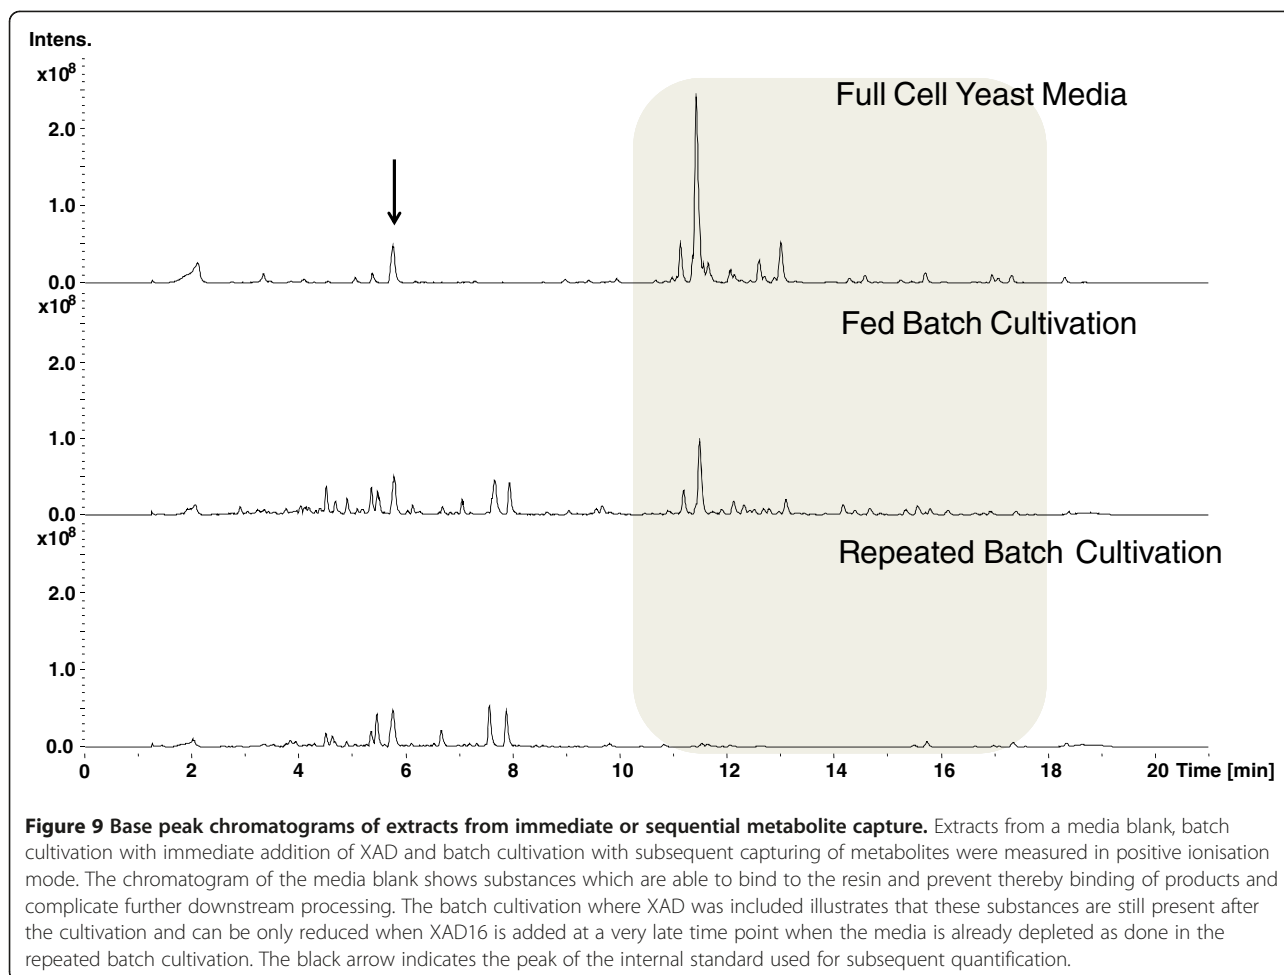 Intens.
x10⁸
Full Cell Yeast Media
2.0
1.0
0.0
x10⁸
Fed Batch Cultivation
2.0
1.0
0.0
x10⁸
Repeated Batch Cultivation
2.0
1.0
0.0
0 2 4 6 8 10 12 14 16 18 20 Time [min]
Figure 9 Base peak chromatograms of extracts from immediate or sequential metabolite capture. Extracts from a media blank, batch
cultivation with immediate addition of XAD and batch cultivation with subsequent capturing of metabolites were measured in positive ionisation
mode. The chromatogram of the media blank shows substances which are able to bind to the resin and prevent thereby binding of products and
complicate further downstream processing. The batch cultivation where XAD was included illustrates that these substances are still present after
the cultivation and can be only reduced when XAD16 is added at a very late time point when the media is already depleted as done in the
repeated batch cultivation. The black arrow indicates the peak of the internal standard used for subsequent quantification.